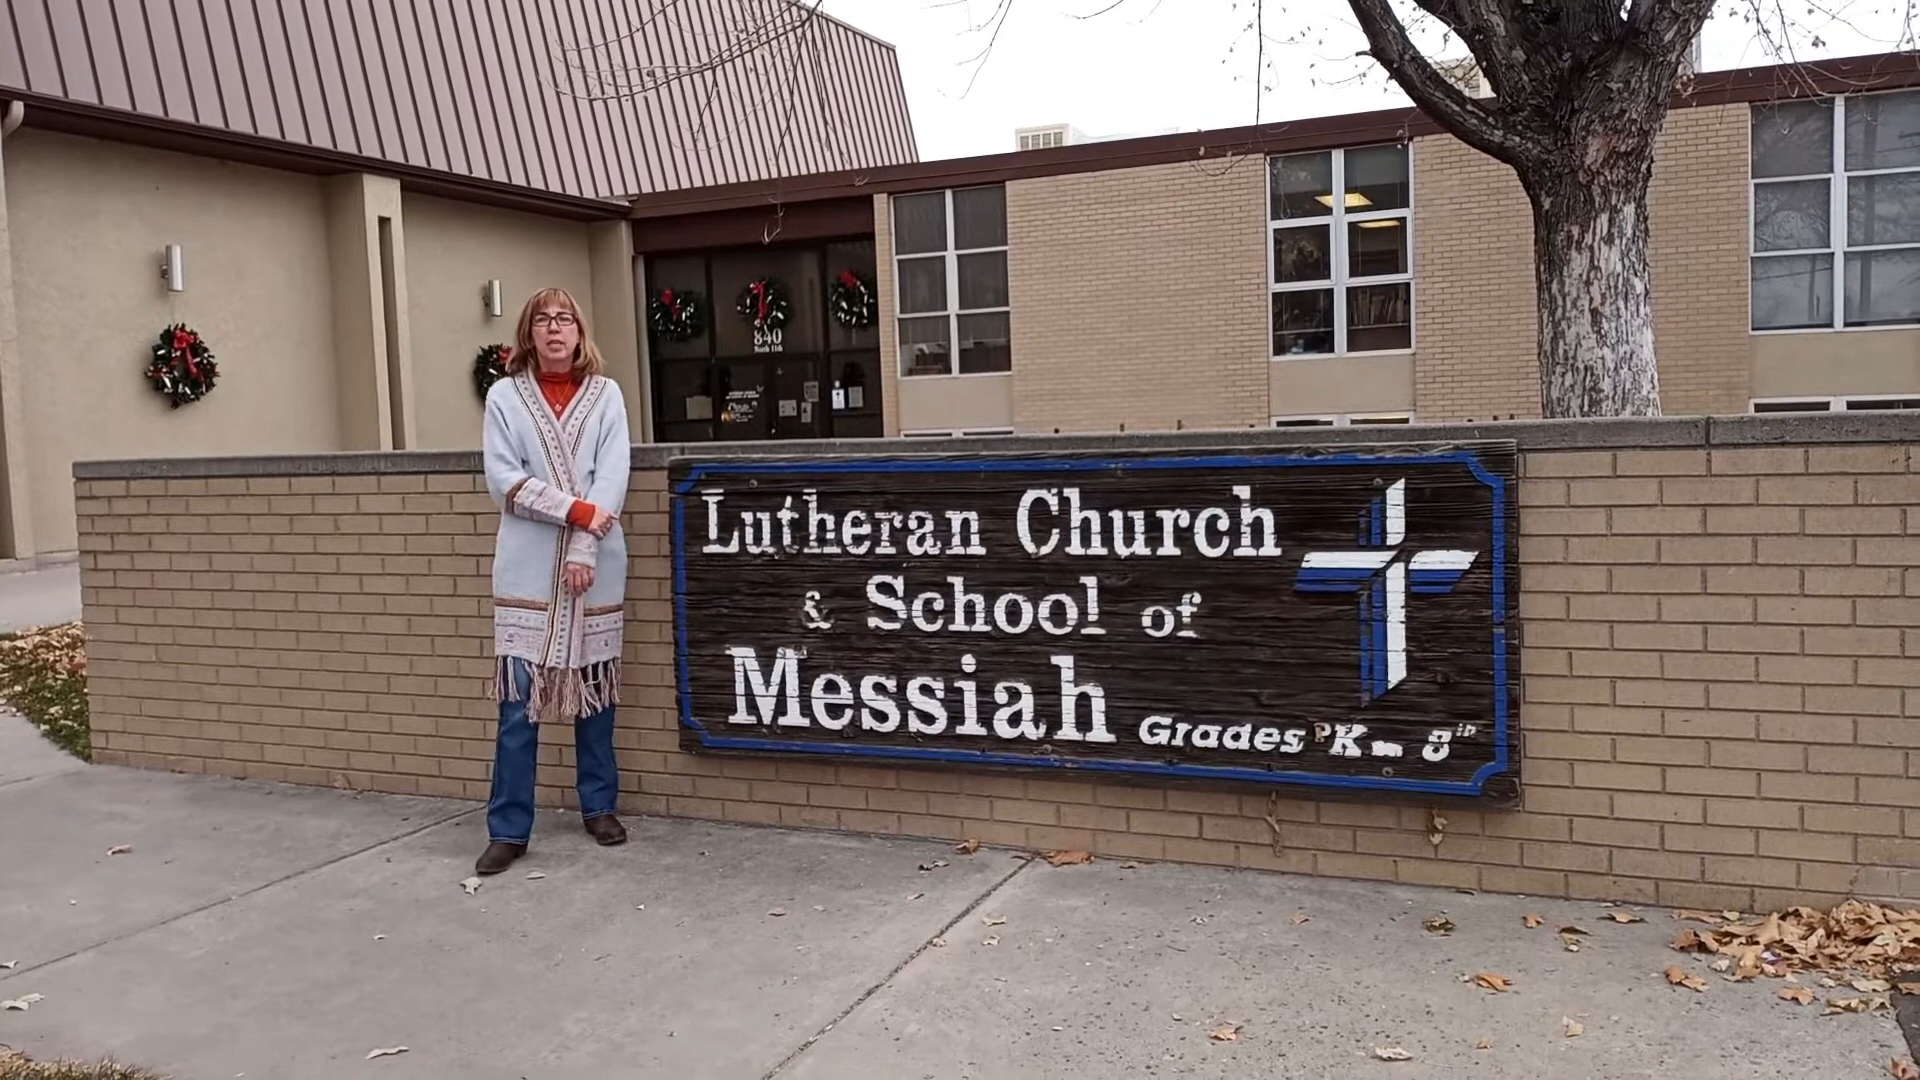 840
North 11th
Lutheran Church
& School of
Messiah Grades PK - 8th